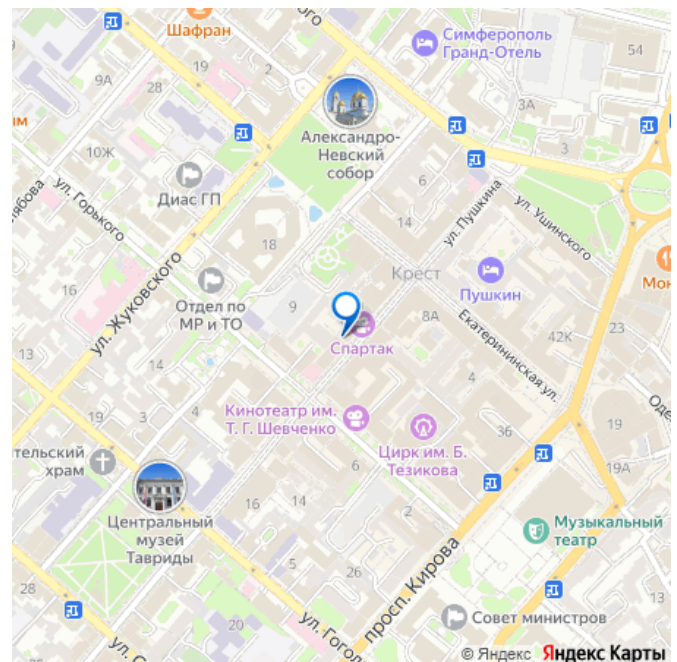 Шафран
Симферополь
Гранд-Отель
54
19
2
9А
28
3А
Александро-
Невский
собор
3
10Ж
ым
Диас ГП
6
ул. Горького
ул. Пушкина
ул. Ушинского
14
18
Крест
Пушкин
Мон
16
ул. Жуковского
Отдел по
МР и ТО
9
8А
Екатерининская ул.
Спартак
42К
23
13
4
Кинотеатр им.
Т. Г. Шевченко
19
3
Цирк им. Б.
Тезикова
36
19
тельский
храм
19А
6
16
14
2
Центральный
музей
Тавриды
Музыкальный
театр
5
26
просп. Кирова
28
20
ул. Гогол
Совет министров
© Яндекс Яндекс Карты